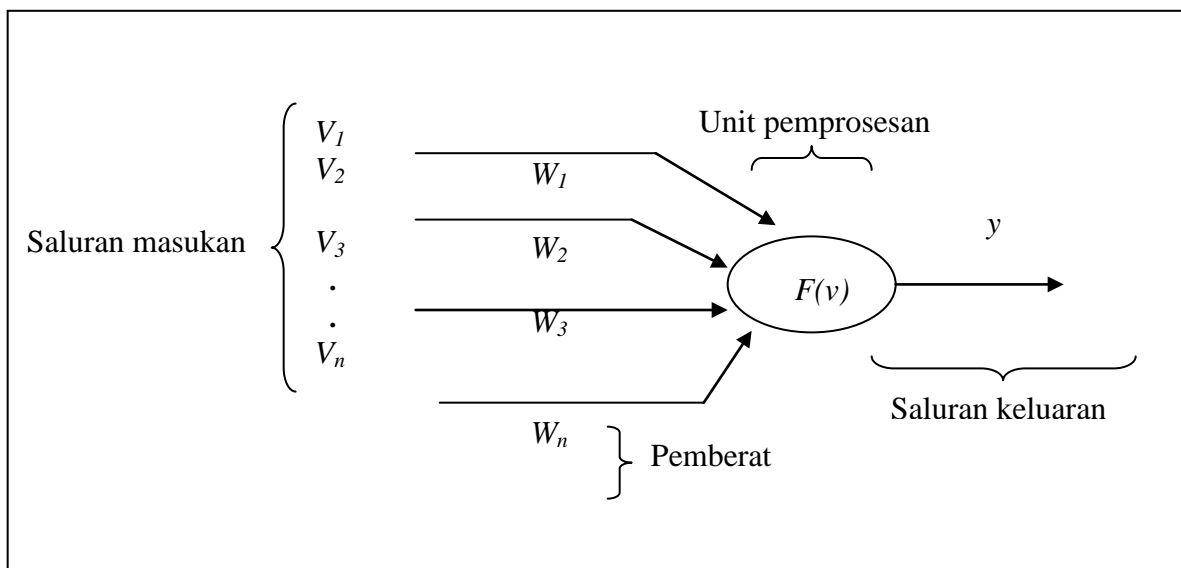 Unit pemprosesan
V1
V2
W1
Saluran masukan
V3
W2
y
F(v)
.
.
W3
Vn
Saluran keluaran
Wn
Pemberat